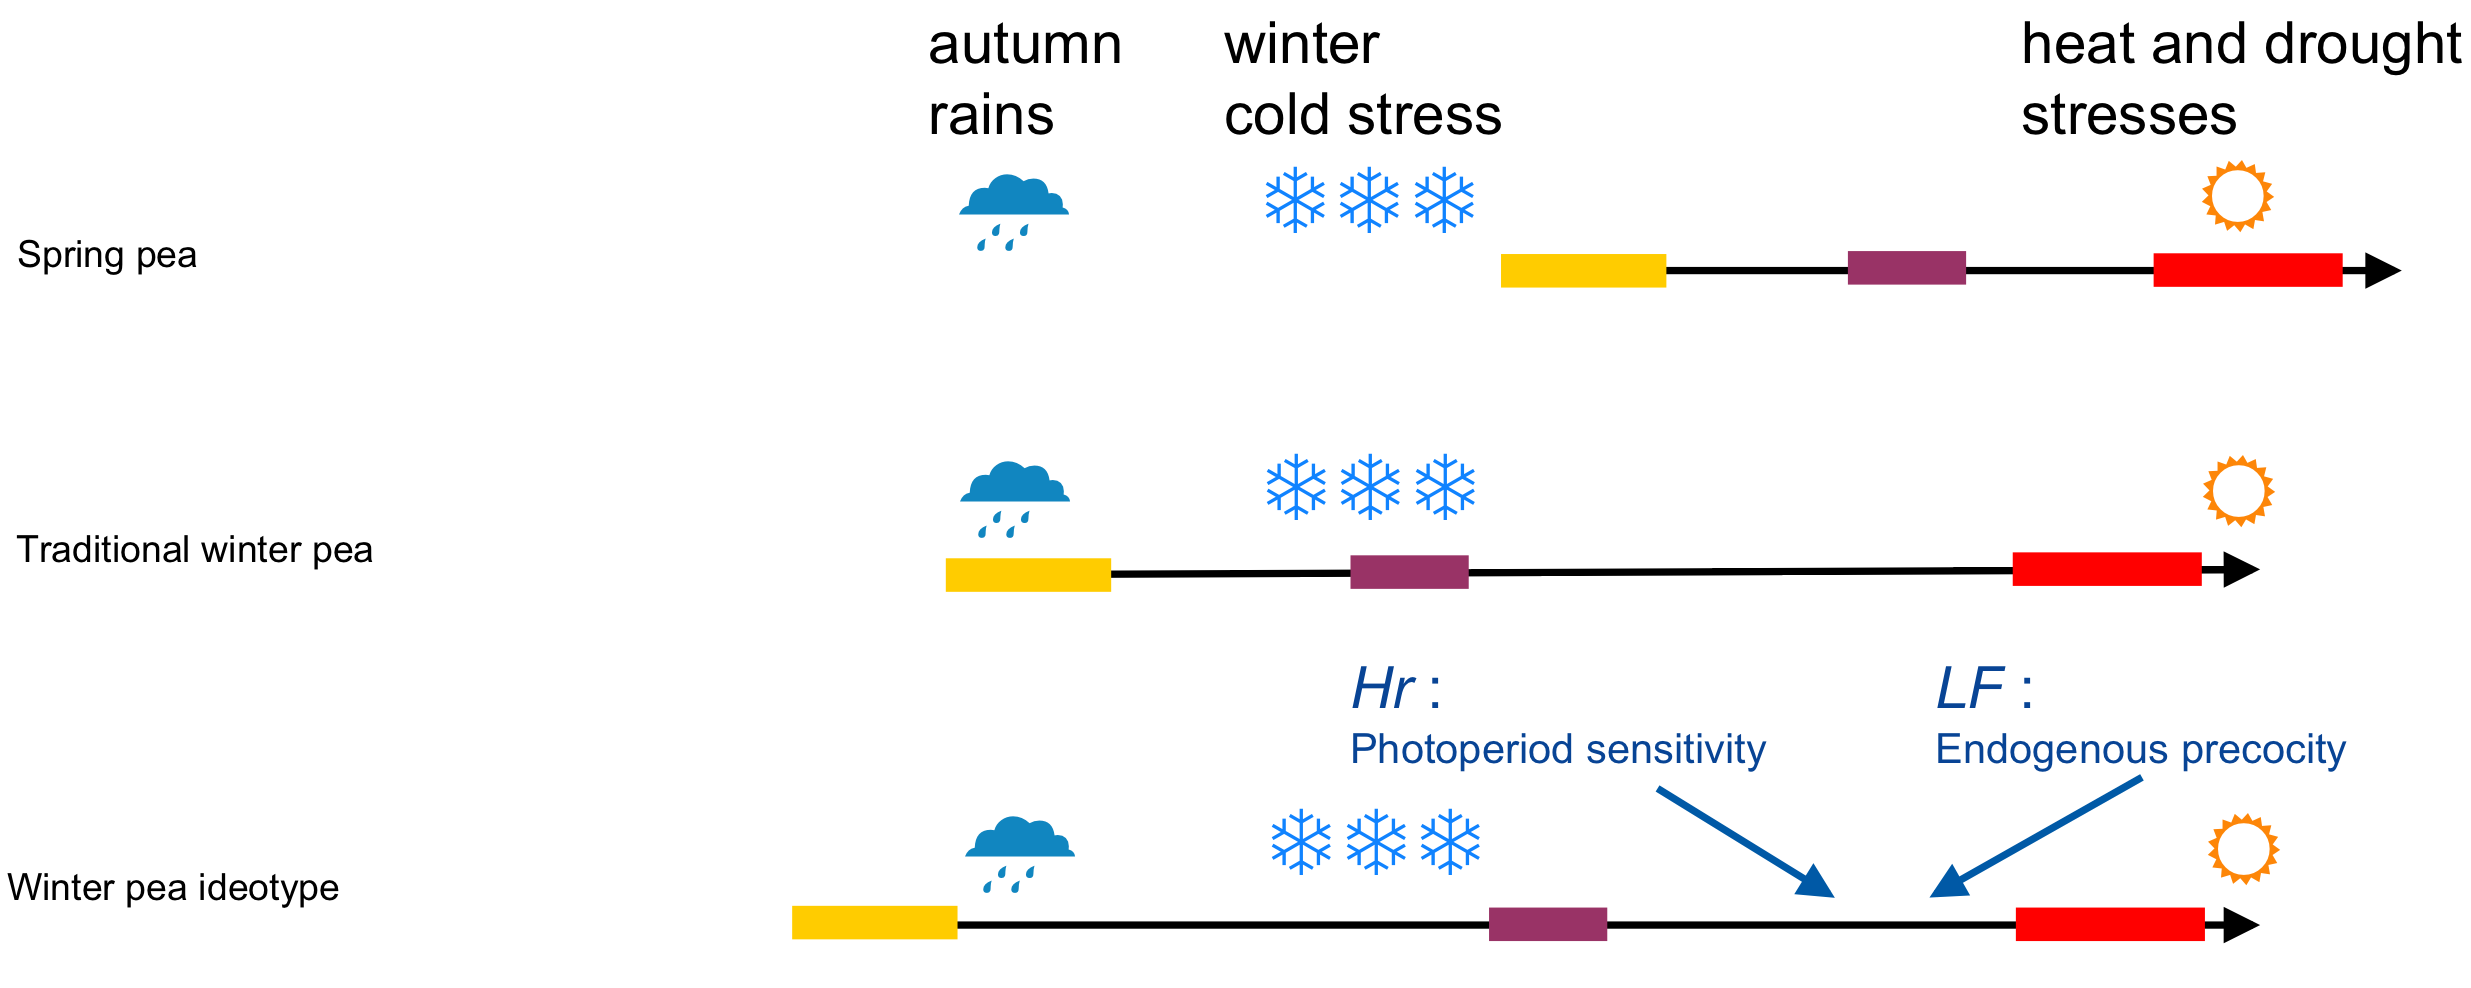 autumn
rains
winter
cold stress
heat and drought
stresses
Spring pea
Traditional winter pea
Hr :
Photoperiod sensitivity
LF :
Endogenous precocity
Winter pea ideotype